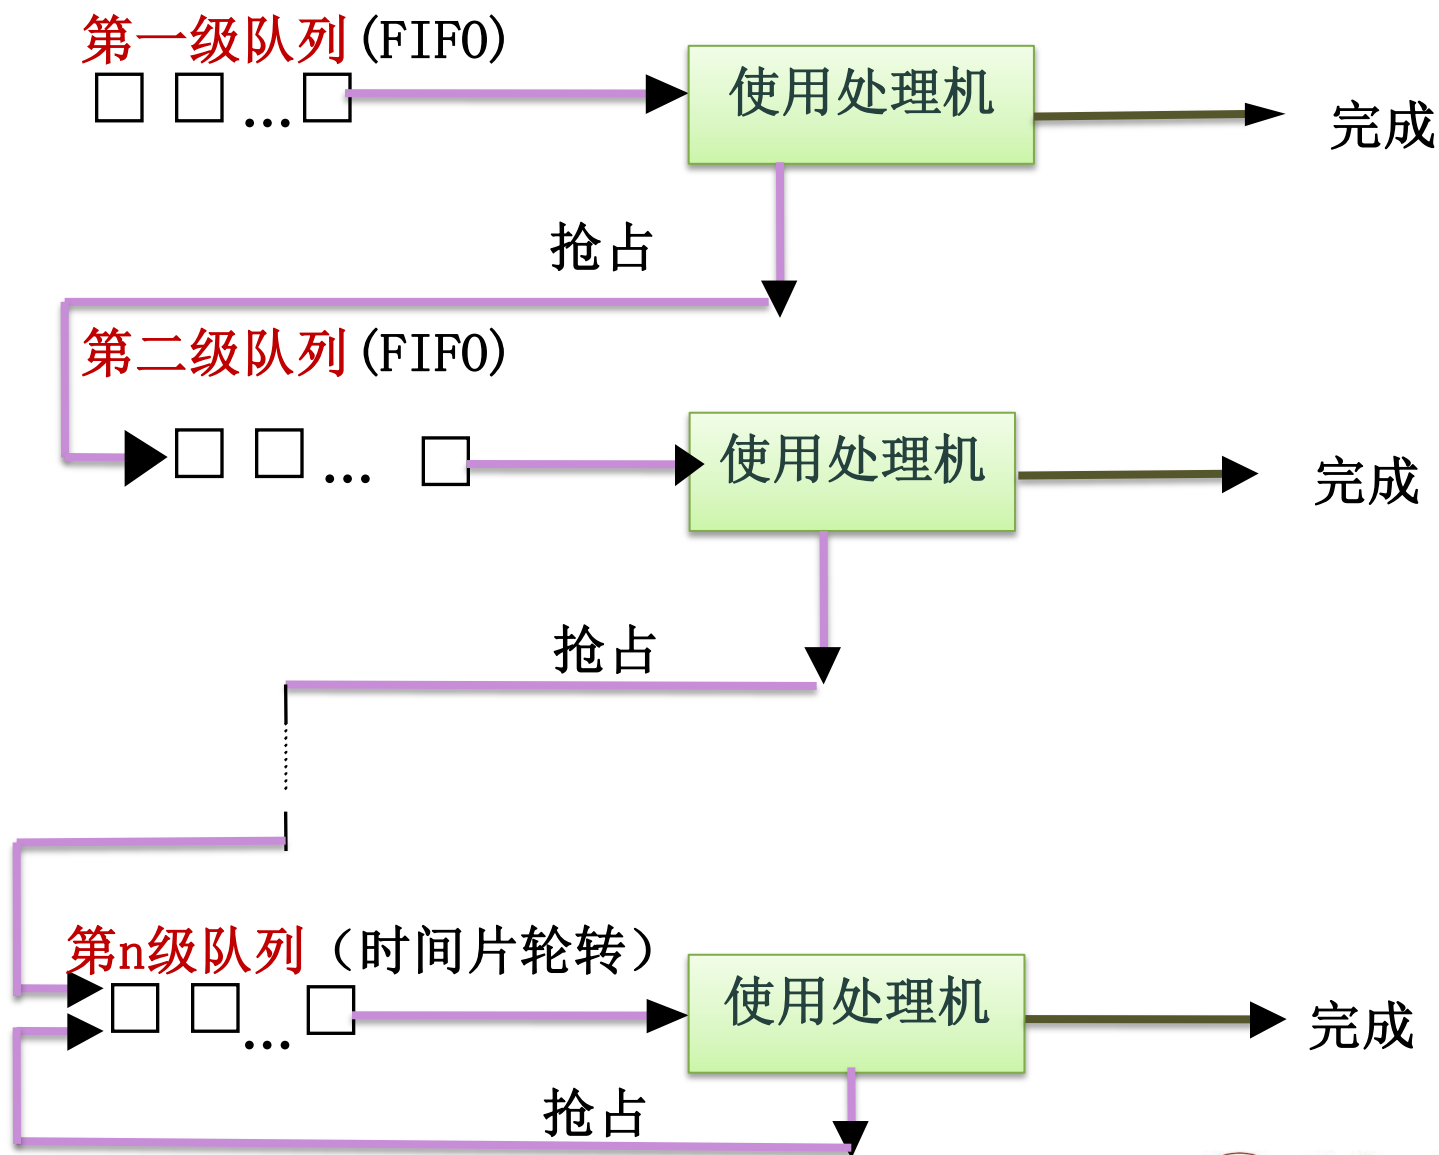 第一级队列(FIFO)
使用处理机
完成
...
抢占
第二级队列(FIFO)
使用处理机
完成
...
抢占
第n级队列（时间片轮转）
使用处理机
完成
...
抢占